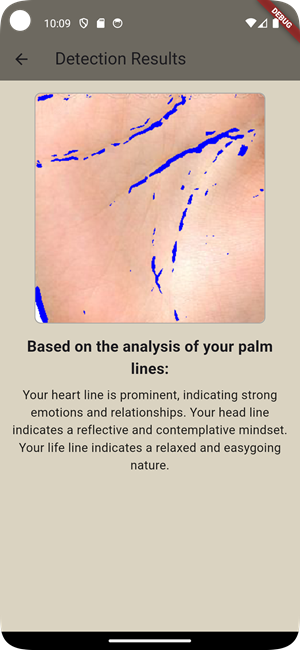 10:09
DEBUG
Detection Results
Based on the analysis of your palm
lines:
Your heart line is prominent, indicating strong
emotions and relationships. Your head line
indicates a reflective and contemplative mindset.
Your life line indicates a relaxed and easygoing
nature.